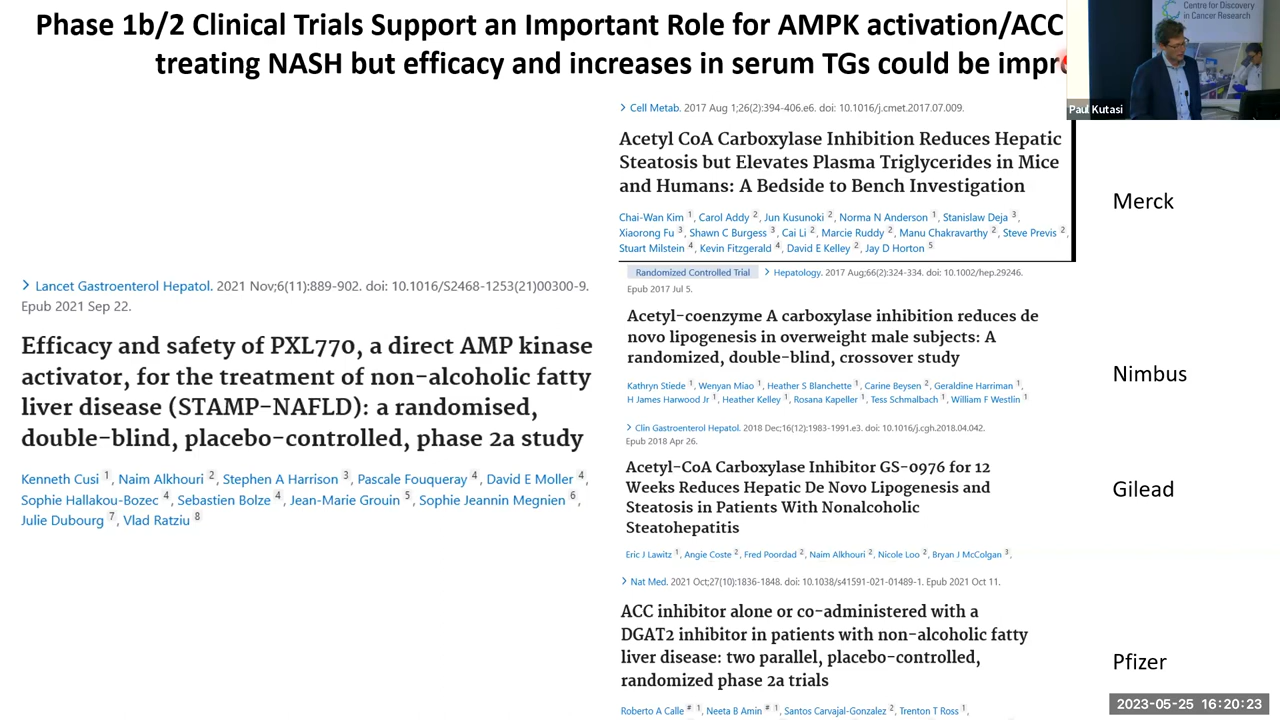 Phase 1b/2 Clinical Trials Support an Important Role for AMPK activation/ACC
treating NASH but efficacy and increases in serum TGs could be impro
Centre for Discovery
in Cancer Research
Paul Kutasi
> Cell Metab. 2017 Aug 1;26(2):394-406.e6. doi: 10.1016/j.cmet.2017.07.009.
Acetyl CoA Carboxylase Inhibition Reduces Hepatic
Steatosis but Elevates Plasma Triglycerides in Mice
and Humans: A Bedside to Bench Investigation
Chai-Wan Kim 1, Carol Addy 2, Jun Kusunoki 2, Norma N Anderson 1, Stanislaw Deja 3,
Xiaorong Fu 3, Shawn C Burgess 3, Cai Li 2, Marcie Ruddy 2, Manu Chakravarthy 2, Steve Previs 2,
Stuart Milstein 4, Kevin Fitzgerald 4, David E Kelley 2, Jay D Horton 5
Merck
Randomized Controlled Trial > Hepatology. 2017 Aug;66(2):324-334. doi: 10.1002/hep.29246.
Epub 2017 Jul 5.
Acetyl-coenzyme A carboxylase inhibition reduces de
novo lipogenesis in overweight male subjects: A
randomized, double-blind, crossover study
Kathryn Stiede 1, Wenyan Miao 1, Heather S Blanchette 1, Carine Beysen 2, Geraldine Harriman 1,
H James Harwood Jr 1, Heather Kelley 1, Rosana Kapeller 1, Tess Schmalbach 1, William F Westlin 1
Nimbus
> Lancet Gastroenterol Hepatol. 2021 Nov;6(11):889-902. doi: 10.1016/S2468-1253(21)00300-9.
Epub 2021 Sep 22.
Efficacy and safety of PXL770, a direct AMP kinase
activator, for the treatment of non-alcoholic fatty
liver disease (STAMP-NAFLD): a randomised,
double-blind, placebo-controlled, phase 2a study
Kenneth Cusi 1, Naim Alkhouri 2, Stephen A Harrison 3, Pascale Fouqueray 4, David E Moller 4,
Sophie Hallakou-Bozec 4, Sebastien Bolze 4, Jean-Marie Grouin 5, Sophie Jeannin Megnien 6,
Julie Dubourg 7, Vlad Ratziu 8
> Clin Gastroenterol Hepatol. 2018 Dec;16(12):1983-1991.e3. doi: 10.1016/j.cgh.2018.04.042.
Epub 2018 Apr 26.
Acetyl-CoA Carboxylase Inhibitor GS-0976 for 12
Weeks Reduces Hepatic De Novo Lipogenesis and
Steatosis in Patients With Nonalcoholic
Steatohepatitis
Eric J Lawitz 1, Angie Coste 2, Fred Poordad 2, Naim Alkhouri 2, Nicole Loo 2, Bryan J McColgan 3,
Gilead
> Nat Med. 2021 Oct;27(10):1836-1848. doi: 10.1038/s41591-021-01489-1. Epub 2021 Oct 11.
ACC inhibitor alone or co-administered with a
DGAT2 inhibitor in patients with non-alcoholic fatty
liver disease: two parallel, placebo-controlled,
randomized phase 2a trials
Roberto A Calle # 1, Neeta B Amin # 1, Santos Carvajal-Gonzalez 2, Trenton T Ross 1,
Pfizer
2023-05-25 16:20:23